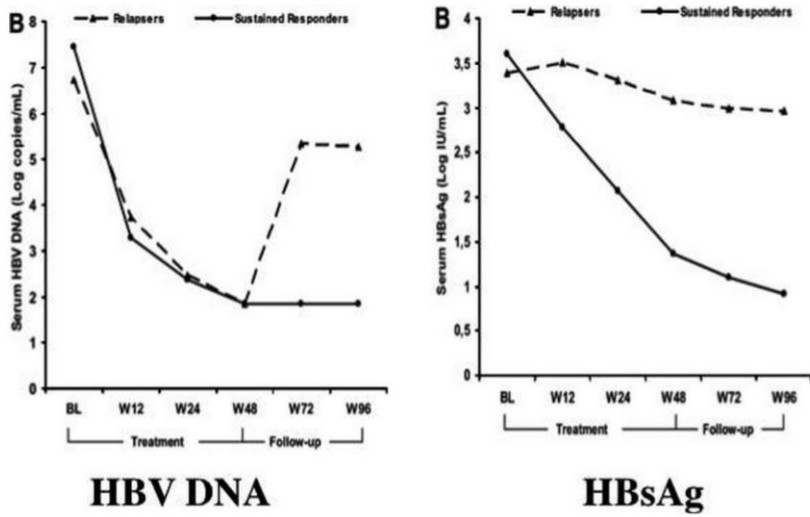 B
Relapsers Sustained Responders
Serum HBV DNA (Log copies/mL)
8
7
6
5
4
3
2
1
0
BL W12 W24 W48 W72 W96
Treatment Follow-up
HBV DNA
B
Relapsers Sustained Responders
Serum HBsAg (Log IU/mL)
4
3,5
3
2,5
2
1,5
1
0,5
0
BL W12 W24 W48 W72 W96
Treatment Follow-up
HBsAg